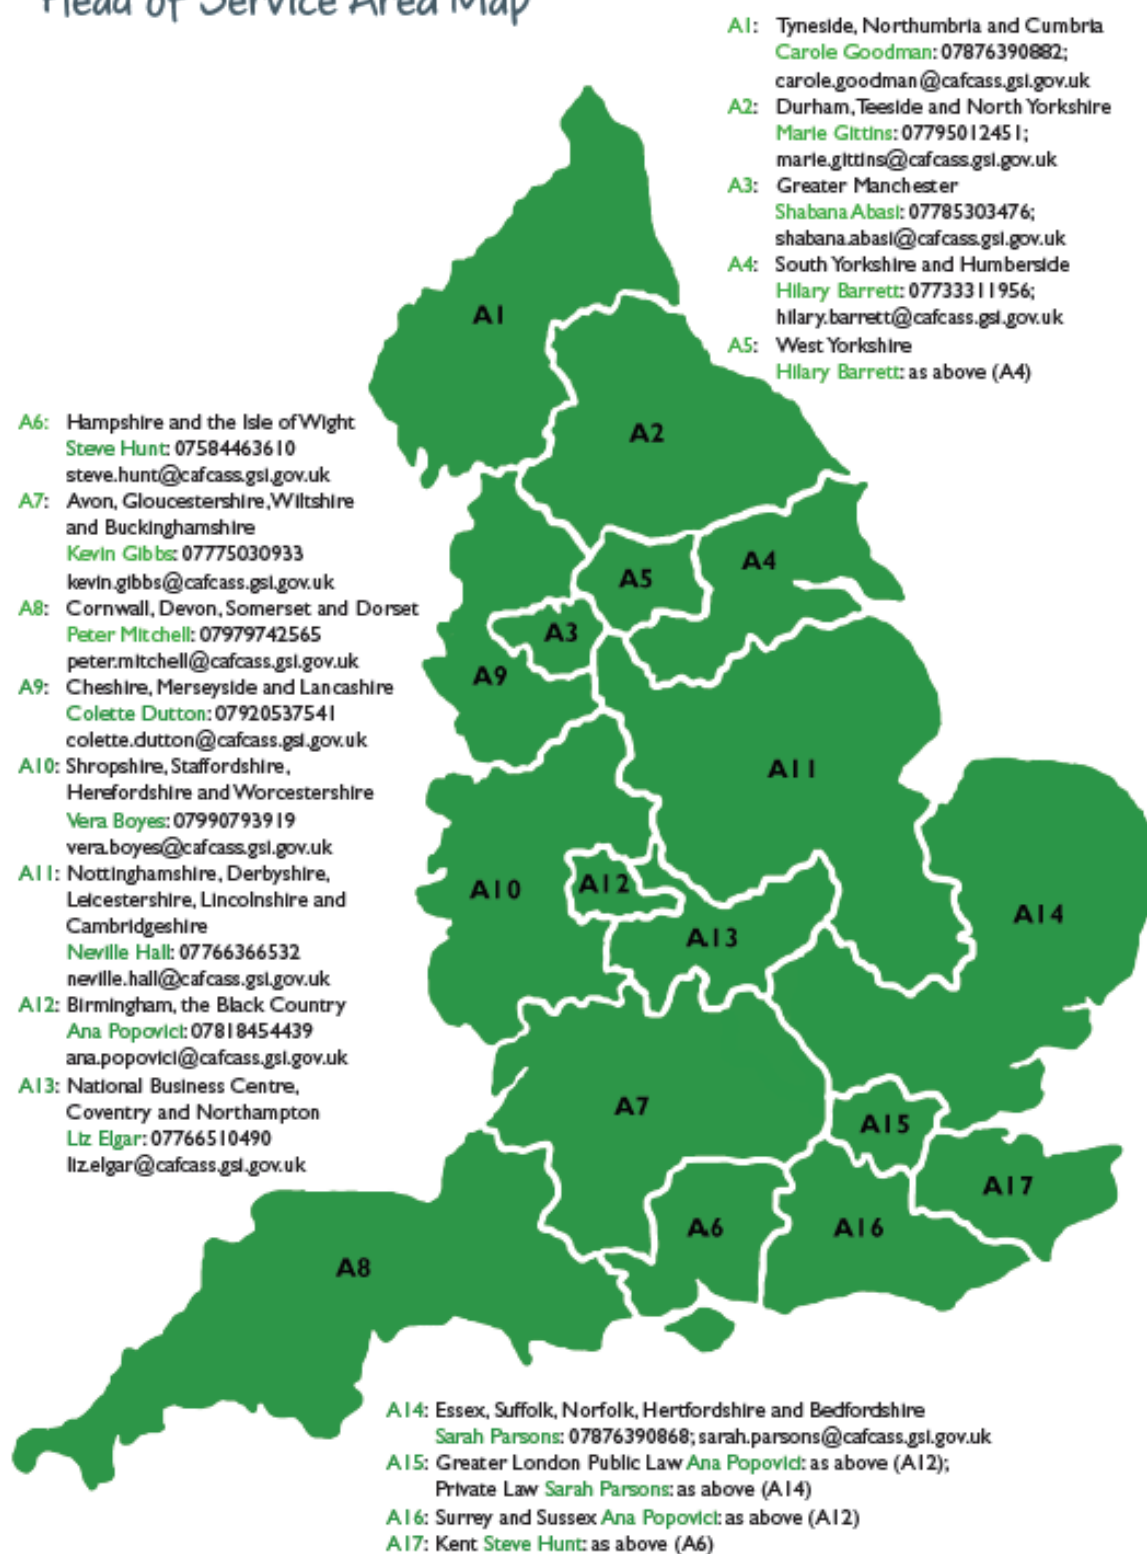 Head of Service Area Map
A1: Tyneside, Northumbria and Cumbria
Carole Goodman: 07876390882;
carole.goodman@cafcass.gsi.gov.uk
A2: Durham, Teeside and North Yorkshire
Marie Gittins: 07795012451;
marie.gittins@cafcass.gsi.gov.uk
A3: Greater Manchester
Shabana Abasi: 07785303476;
shabana.abasi@cafcass.gsi.gov.uk
A4: South Yorkshire and Humberside
Hilary Barrett: 07733311956;
hilary.barrett@cafcass.gsi.gov.uk
A5: West Yorkshire
Hilary Barrett: as above (A4)
A6: Hampshire and the Isle of Wight
Steve Hunt: 07584463610
steve.hunt@cafcass.gsi.gov.uk
A7: Avon, Gloucestershire, Wiltshire
and Buckinghamshire
Kevin Gibbs: 07775030933
kevin.gibbs@cafcass.gsi.gov.uk
A8: Cornwall, Devon, Somerset and Dorset
Peter Mitchell: 07979742565
peter.mitchell@cafcass.gsi.gov.uk
A9: Cheshire, Merseyside and Lancashire
Colette Dutton: 07920537541
colette.dutton@cafcass.gsi.gov.uk
A10: Shropshire, Staffordshire,
Herefordshire and Worcestershire
Vera Boyes: 07990793919
vera.boyes@cafcass.gsi.gov.uk
A11: Nottinghamshire, Derbyshire,
Leicestershire, Lincolnshire and
Cambridgeshire
Neville Hall: 07766366532
neville.hall@cafcass.gsi.gov.uk
A12: Birmingham, the Black Country
Ana Popovici: 07818454439
ana.popovici@cafcass.gsi.gov.uk
A13: National Business Centre,
Coventry and Northampton
Liz Elgar: 07766510490
liz.elgar@cafcass.gsi.gov.uk
A1
A2
A4
A5
A3
A9
A11
A12
A10
A14
A13
A7
A15
A17
A6
A16
A8
A14: Essex, Suffolk, Norfolk, Hertfordshire and Bedfordshire
Sarah Parsons: 07876390868; sarah.parsons@cafcass.gsi.gov.uk
A15: Greater London Public Law Ana Popovici: as above (A12);
Private Law Sarah Parsons: as above (A14)
A16: Surrey and Sussex Ana Popovici: as above (A12)
A17: Kent Steve Hunt: as above (A6)